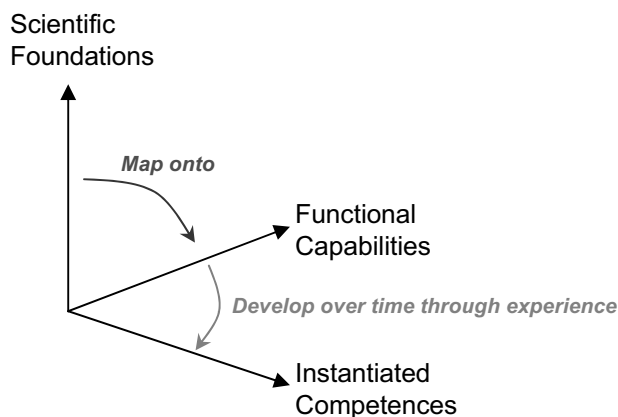 Scientific
Foundations
Map onto
Functional
Capabilities
Develop over time through experience
Instantiated
Competences